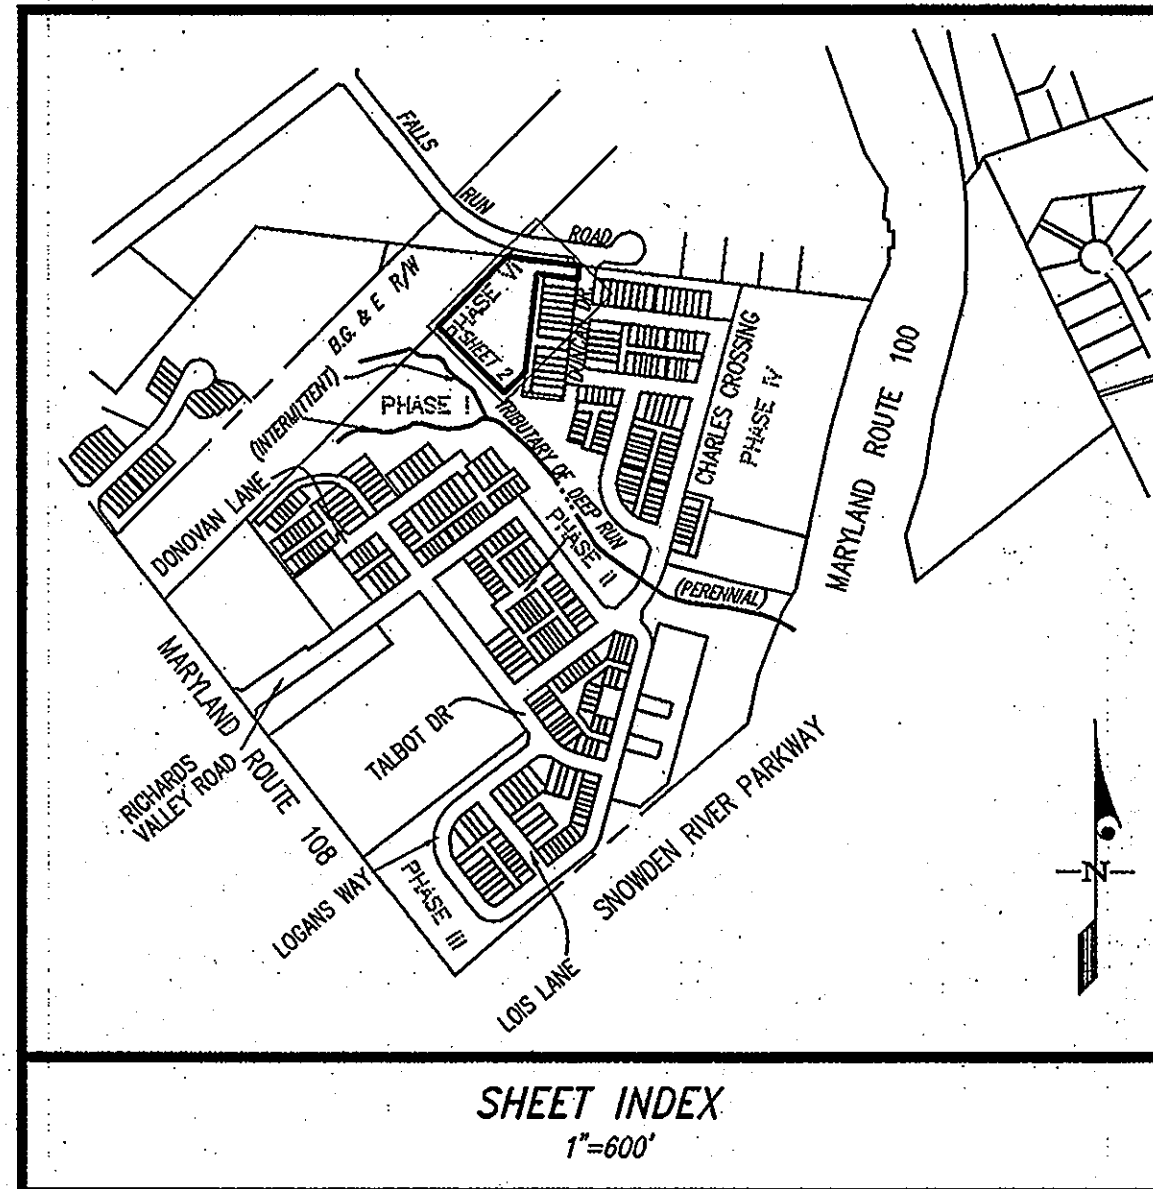 FALLS
RUN
ROAD
B.G. & E R/W
PHASE VI
SHEET 2
DUNCAN DR
CHARLES CROSSING
PHASE IV
MARYLAND ROUTE 100
(INTERMITTENT)
PHASE I
TRIBUTARY OF DEEP RUN
DONOVAN LANE
PHASE II
(PERENNIAL)
MARYLAND ROUTE 108
TALBOT DR
RICHARDS
VALLEY ROAD
SNOWDEN RIVER PARKWAY
LOGANS WAY
PHASE III
LOIS LANE
N
SHEET INDEX
1"=600'